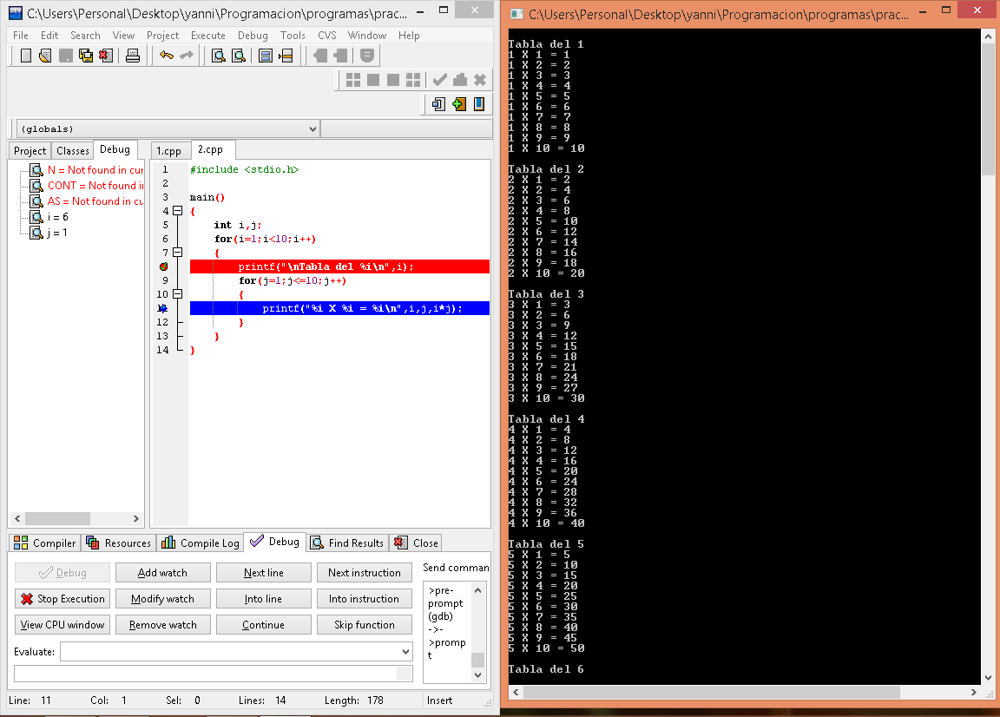 C:\Users\Personal\Desktop\yanni\Programacion\programas\prac...
File Edit Search View Project Execute Debug Tools CVS Window Help
(globals)
Project Classes Debug
N = Not found in cur
CONT = Not found i
AS = Not found in cu
i = 6
j = 1
1.cpp 2.cpp
1 #include <stdio.h>
2
3 main()
4 {
5 int i,j;
6 for(i=1;i<10;i++)
7 {
printf("\nTabla del %i\n",i);
9 for(j=1;j<=10;j++)
10 {
printf("%i X %i = %i\n",i,j,i*j);
12 }
13 }
14 }
Compiler Resources Compile Log Debug Find Results Close
Debug Add watch Next line Next instruction
Stop Execution Modify watch Into line Into instruction
View CPU window Remove watch Continue Skip function
Evaluate:
Send comman
>pre-
prompt
(gdb)
->-
>promp
t
Line: 11 Col: 1 Sel: 0 Lines: 14 Length: 178 Insert
C:\Users\Personal\Desktop\yanni\Programacion\programas\prac...
Tabla del 1
1 X 1 = 1
1 X 2 = 2
1 X 3 = 3
1 X 4 = 4
1 X 5 = 5
1 X 6 = 6
1 X 7 = 7
1 X 8 = 8
1 X 9 = 9
1 X 10 = 10
Tabla del 2
2 X 1 = 2
2 X 2 = 4
2 X 3 = 6
2 X 4 = 8
2 X 5 = 10
2 X 6 = 12
2 X 7 = 14
2 X 8 = 16
2 X 9 = 18
2 X 10 = 20
Tabla del 3
3 X 1 = 3
3 X 2 = 6
3 X 3 = 9
3 X 4 = 12
3 X 5 = 15
3 X 6 = 18
3 X 7 = 21
3 X 8 = 24
3 X 9 = 27
3 X 10 = 30
Tabla del 4
4 X 1 = 4
4 X 2 = 8
4 X 3 = 12
4 X 4 = 16
4 X 5 = 20
4 X 6 = 24
4 X 7 = 28
4 X 8 = 32
4 X 9 = 36
4 X 10 = 40
Tabla del 5
5 X 1 = 5
5 X 2 = 10
5 X 3 = 15
5 X 4 = 20
5 X 5 = 25
5 X 6 = 30
5 X 7 = 35
5 X 8 = 40
5 X 9 = 45
5 X 10 = 50
Tabla del 6